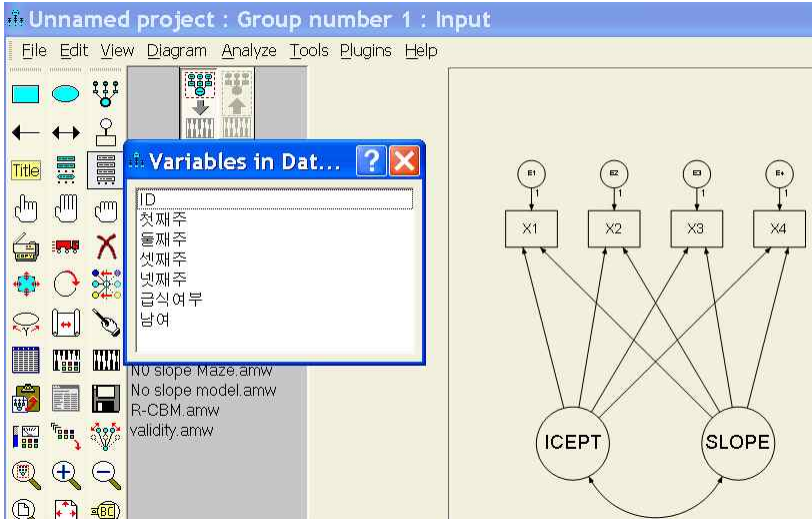 Unnamed project : Group number 1 : Input
File Edit View Diagram Analyze Tools Plugins Help
Title
Variables in Dat...
ID
첫째주
둘째주
셋째주
넷째주
급식여부
남여
N0 slope Maze.amw
No slope model.amw
R-CBM.amw
validity.amw
E1
E2
E3
1
1
1
1
X1
X2
X3
X4
ICEPT
SLOPE